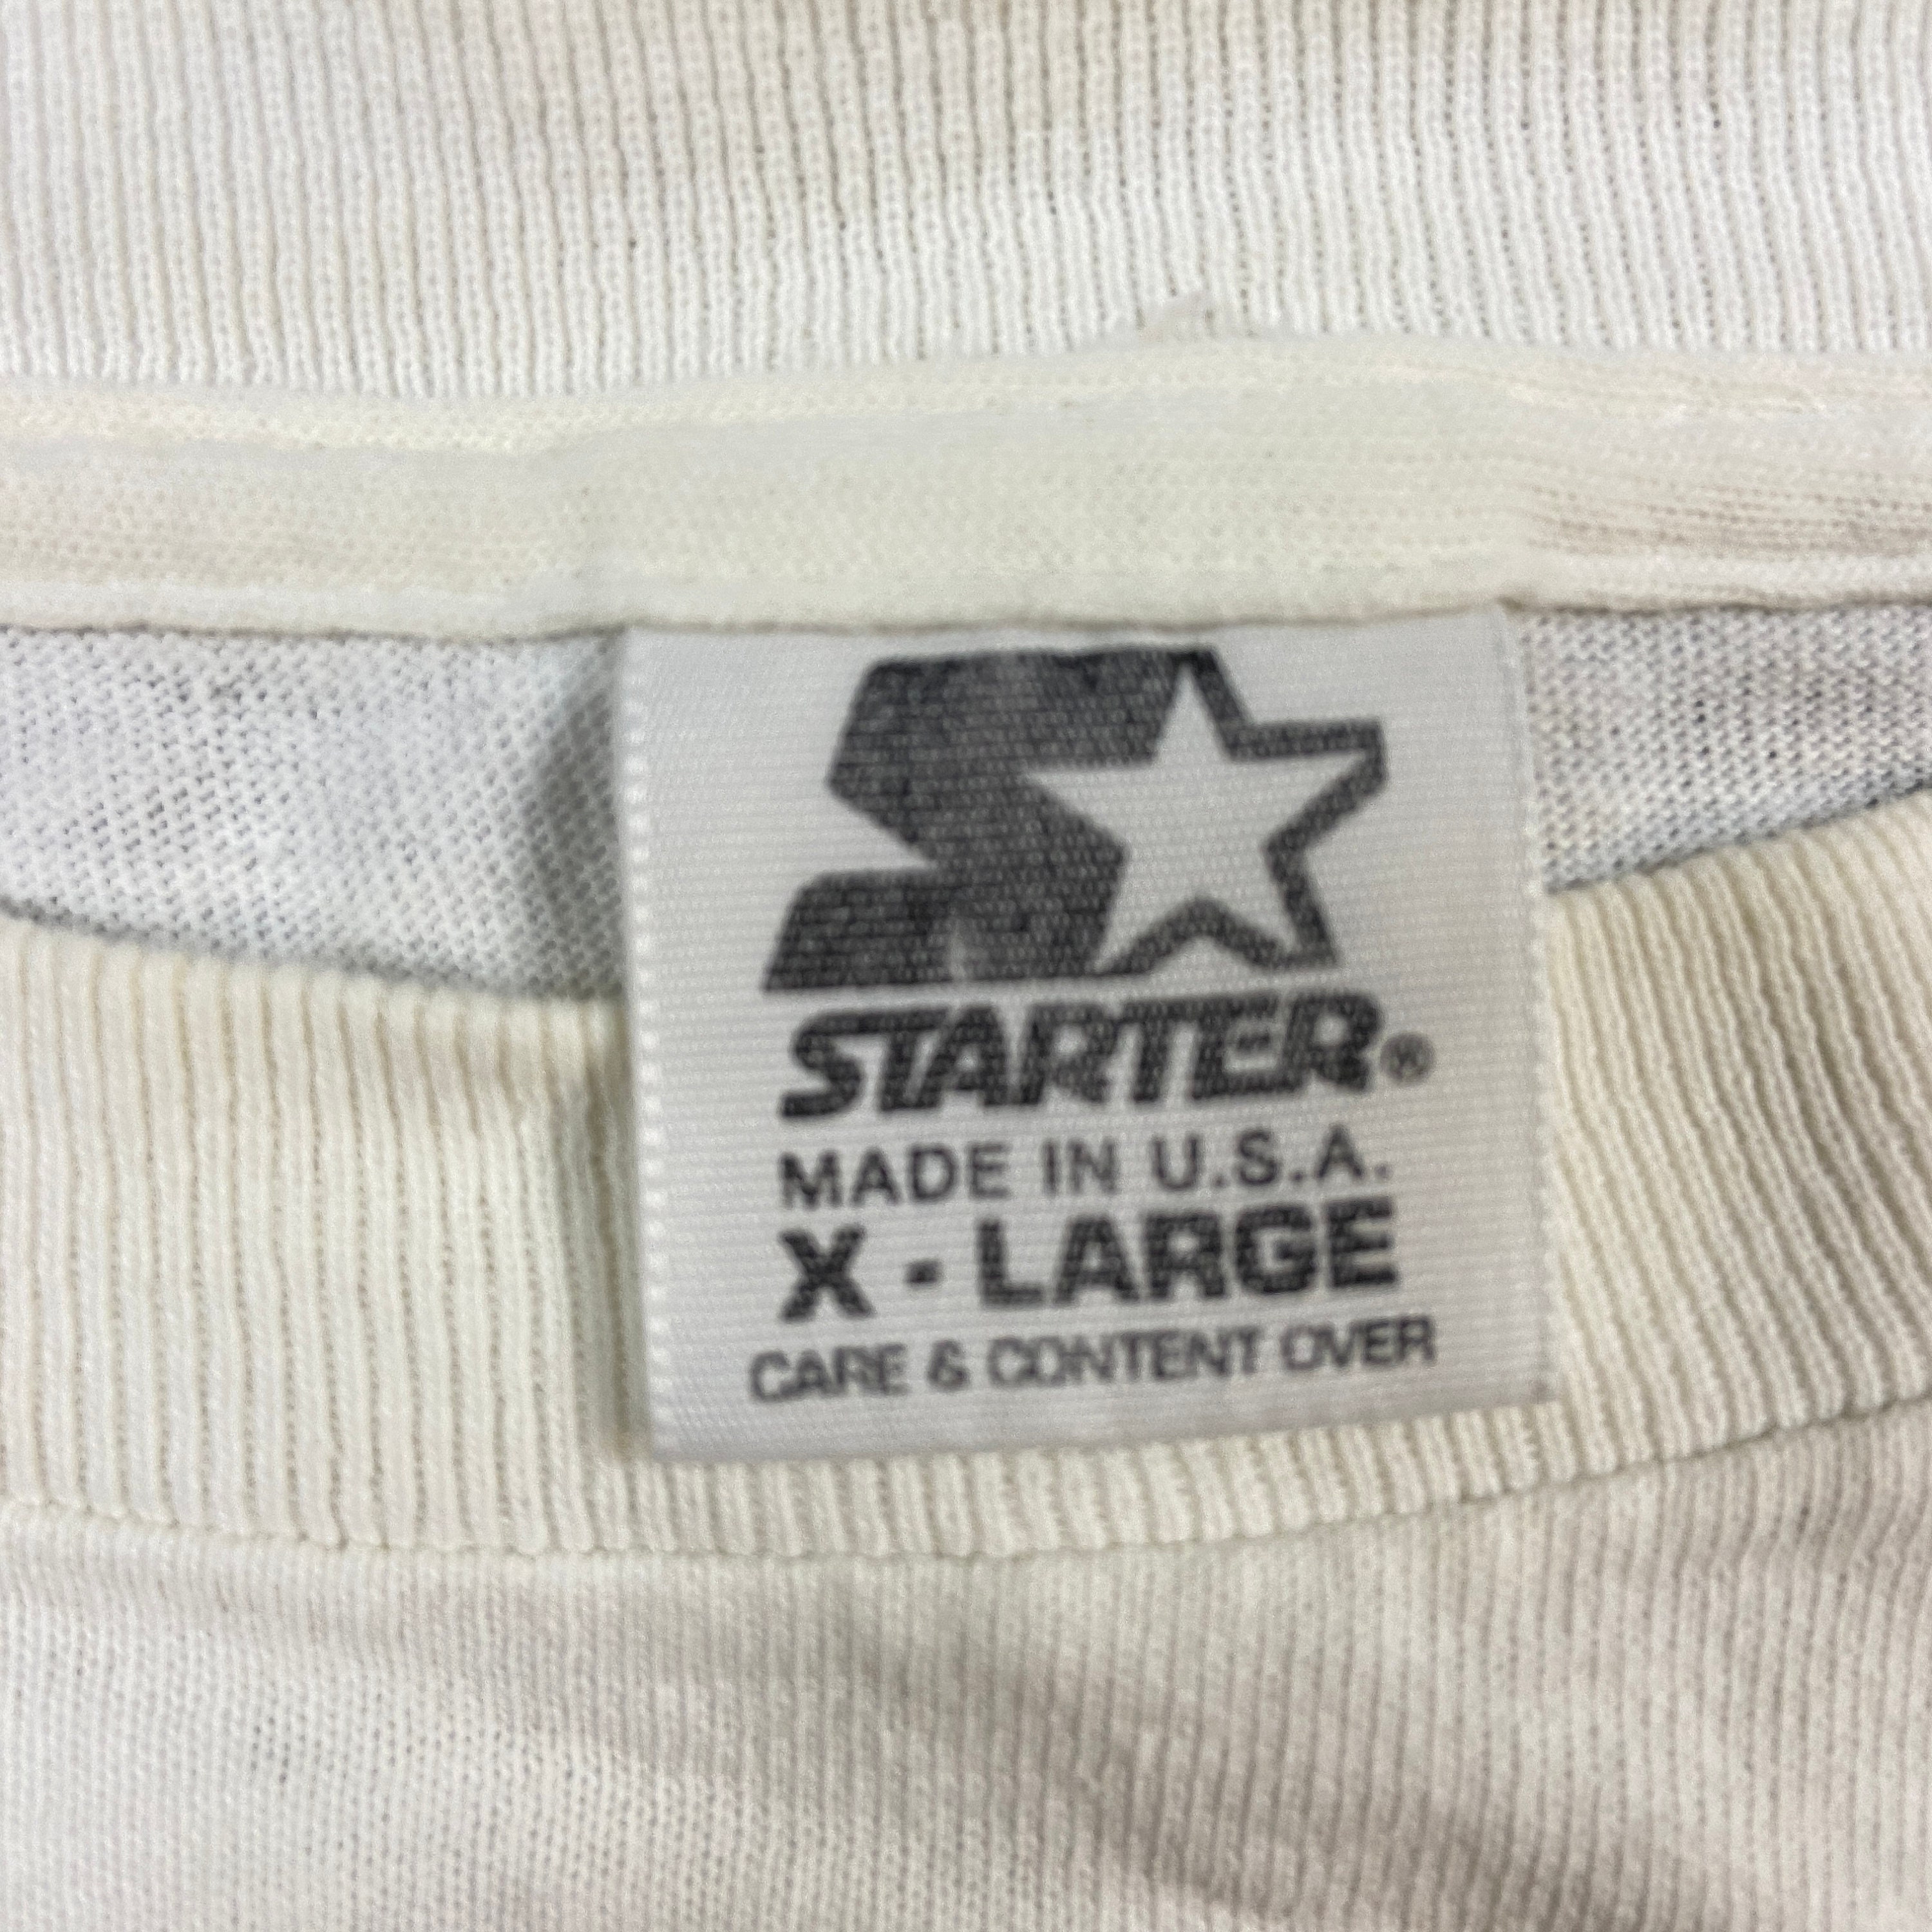 STARTER®
MADE IN U.S.A.
X - LARGE
CARE & CONTENT OVER